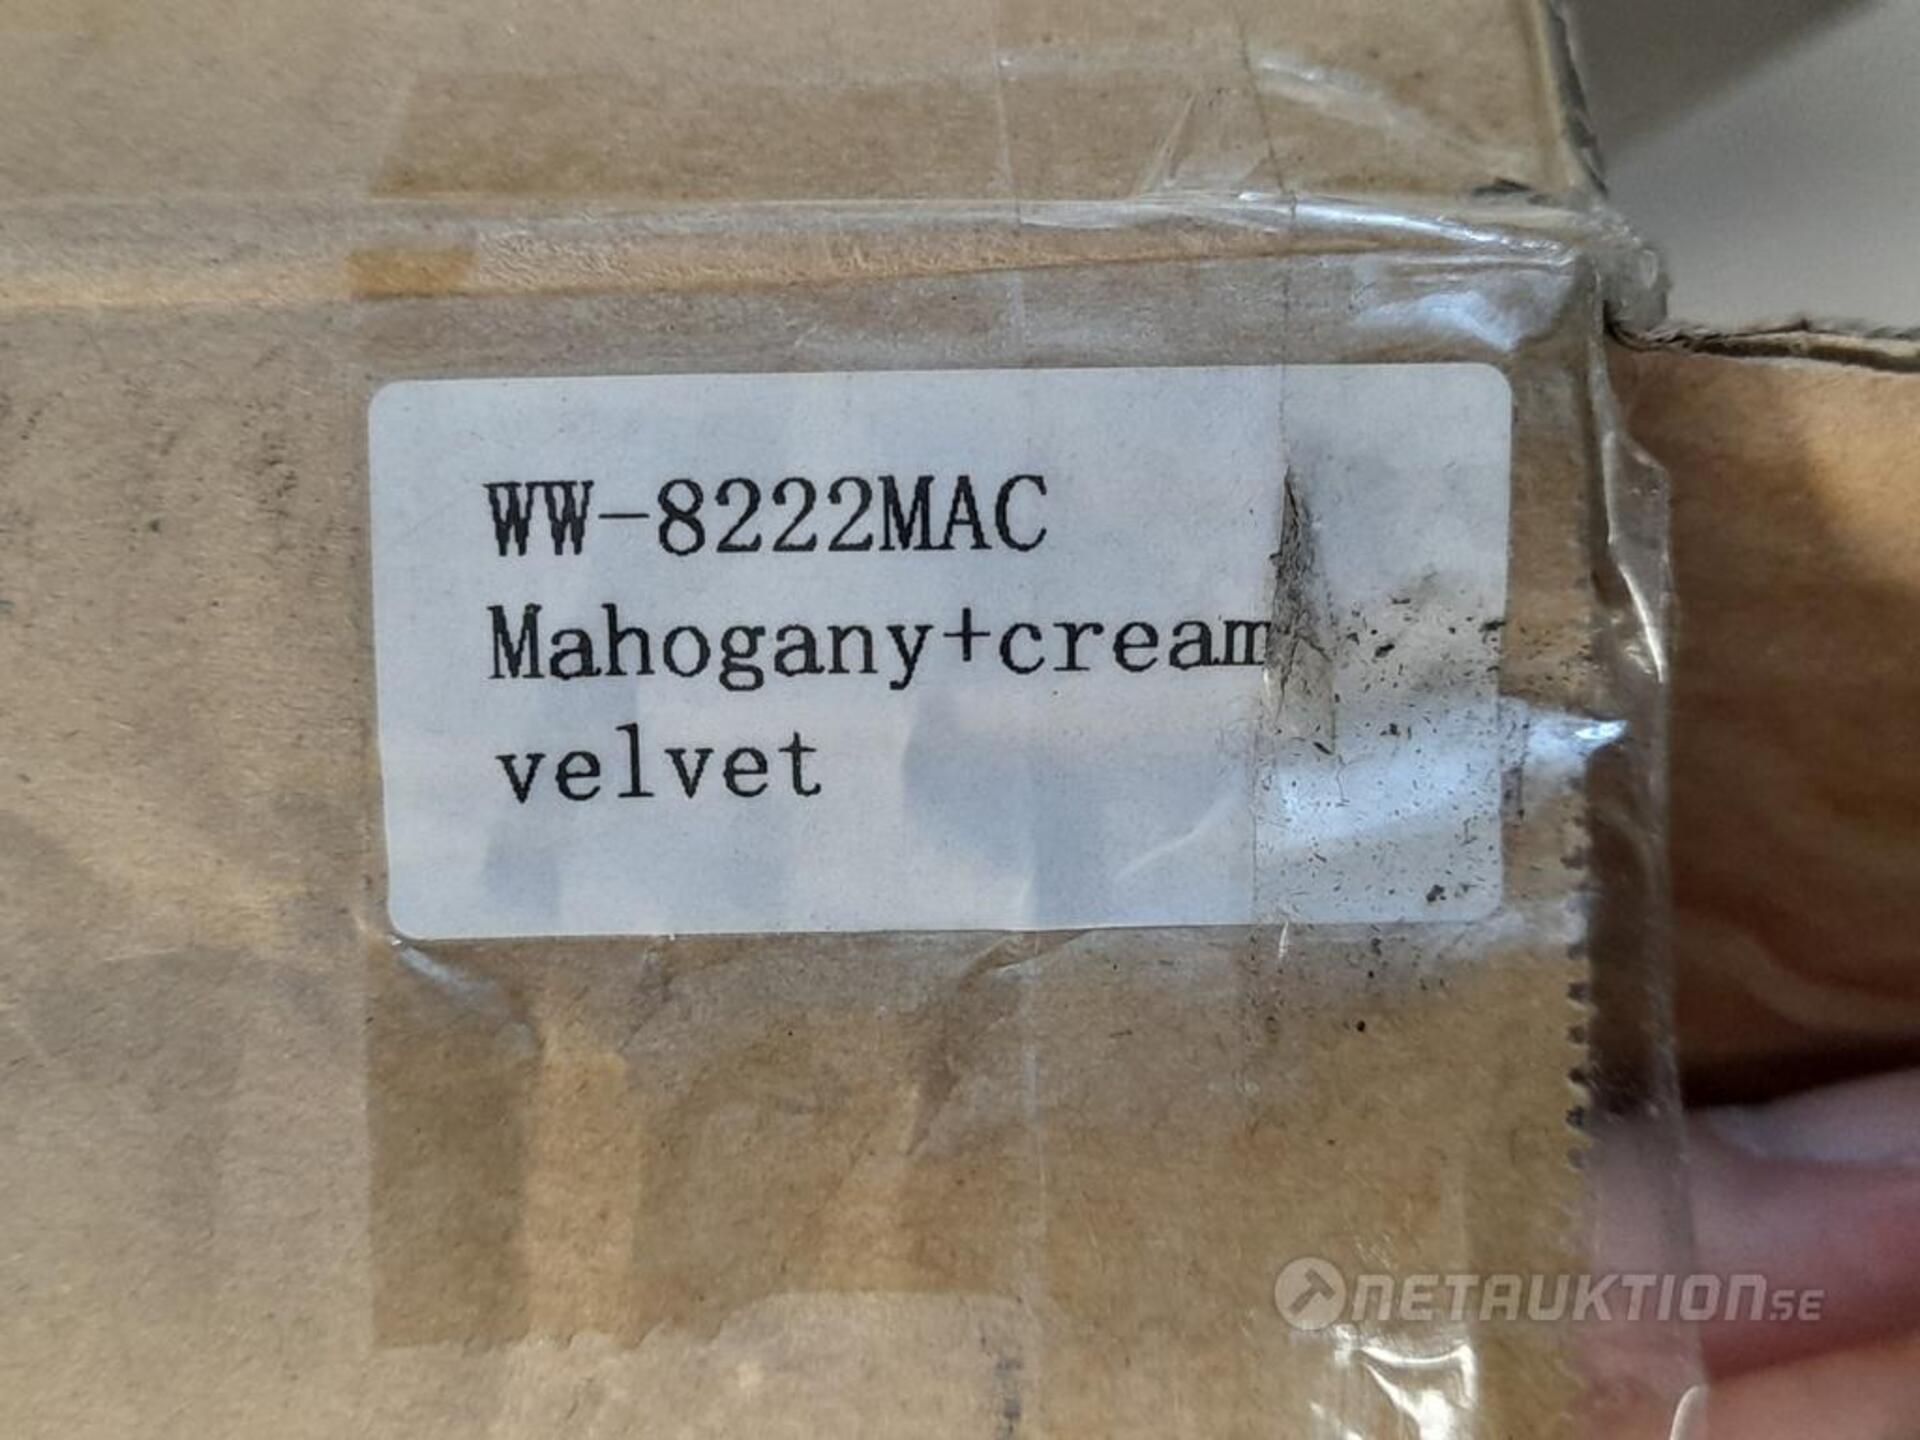 WW-8222MAC
Mahogany+cream
velvet
NETAUKTION.SE